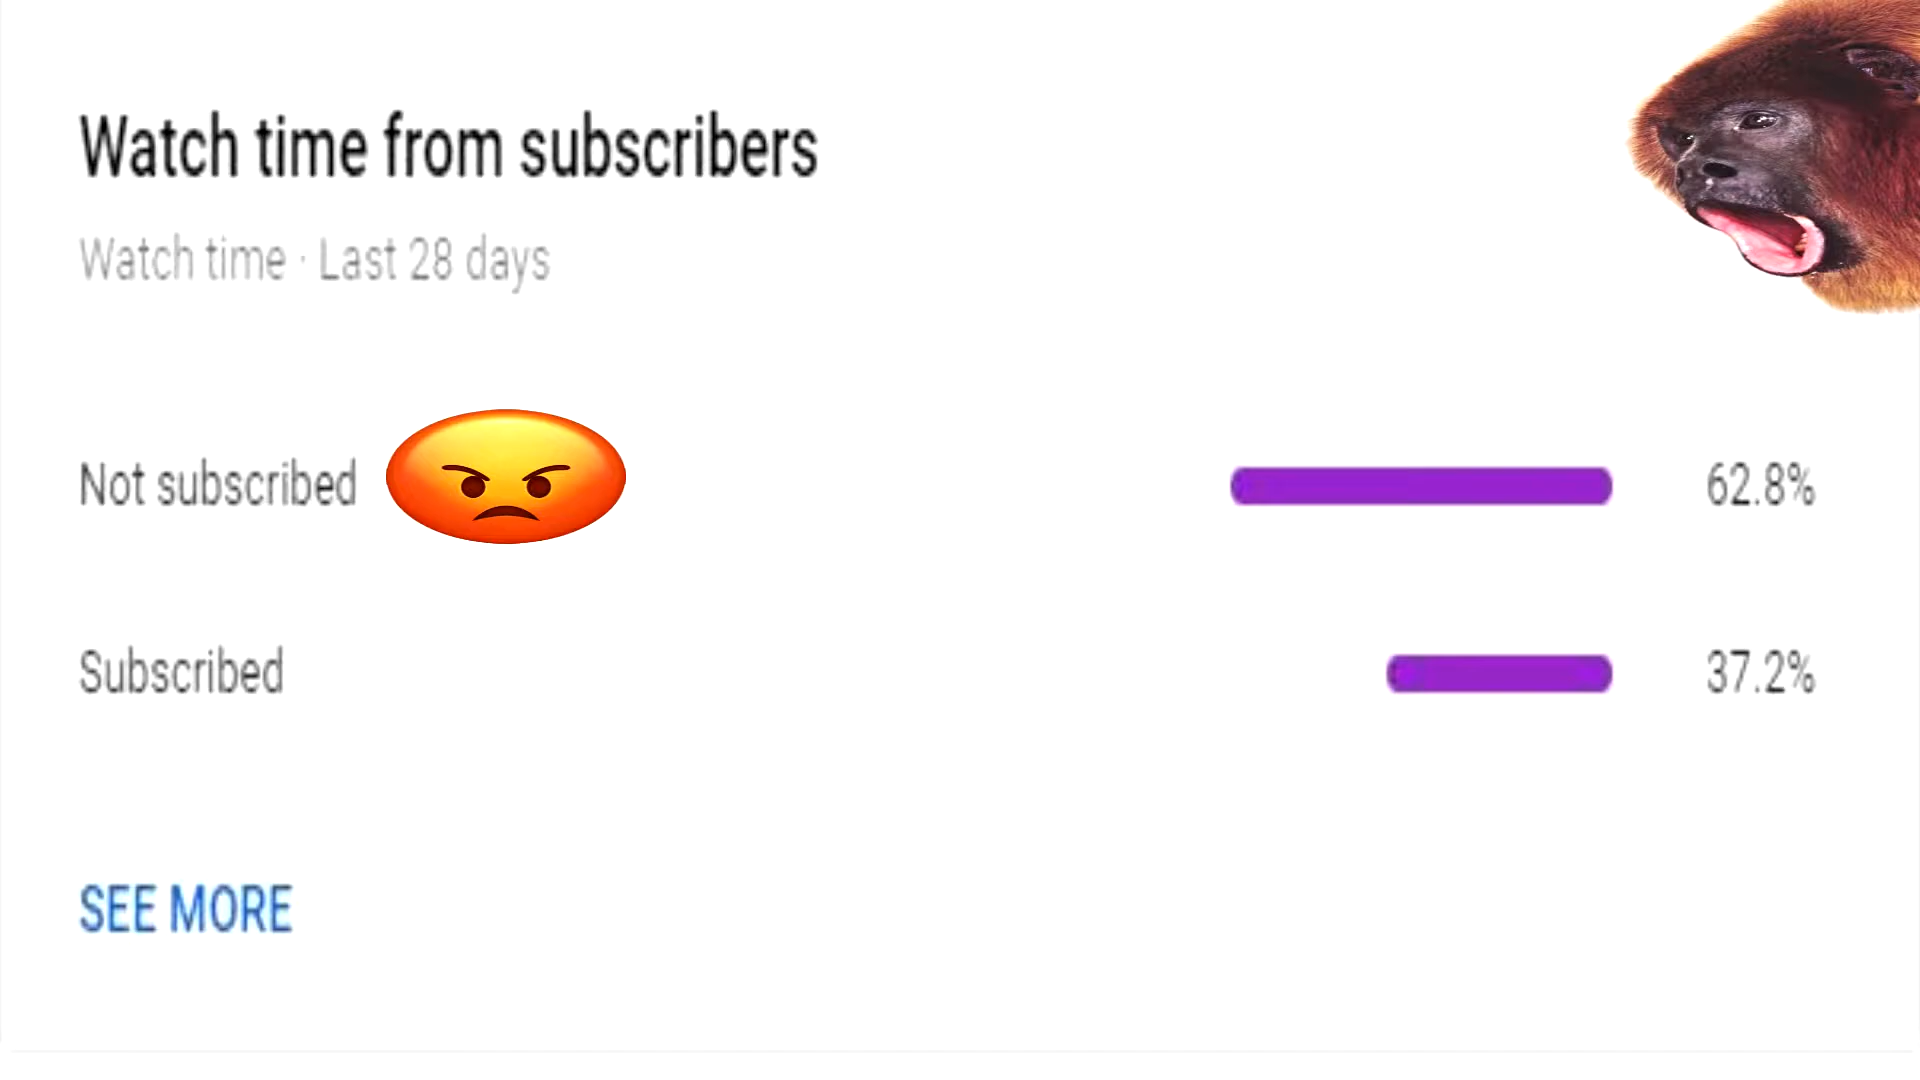 Watch time from subscribers
Watch time · Last 28 days
Not subscribed 62.8%
Subscribed 37.2%
SEE MORE